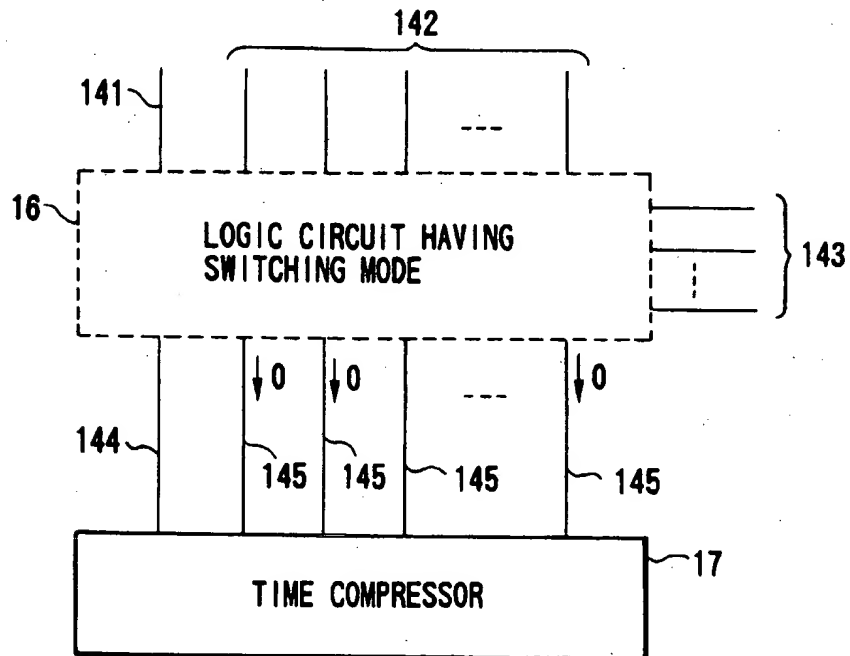 142
141
16
LOGIC CIRCUIT HAVING
SWITCHING MODE
143
0 0 0
144 145 145 145 145
17
TIME COMPRESSOR